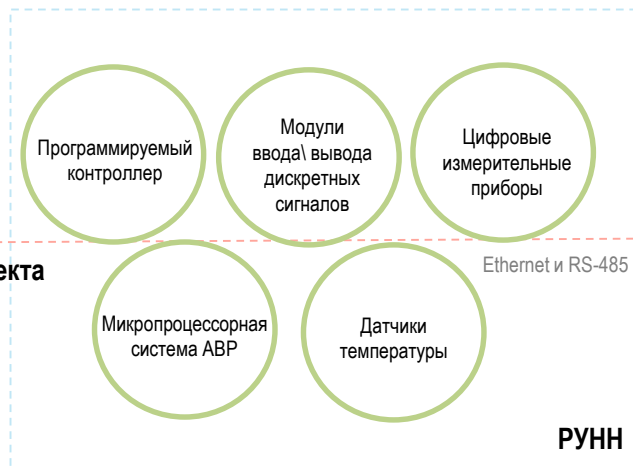 Программируемый
контроллер
Модули
ввода\ вывода
дискретных
сигналов
Цифровые
измерительные
приборы
екта
Ethernet и RS-485
Микропроцессорная
система АВР
Датчики
температуры
РУНН